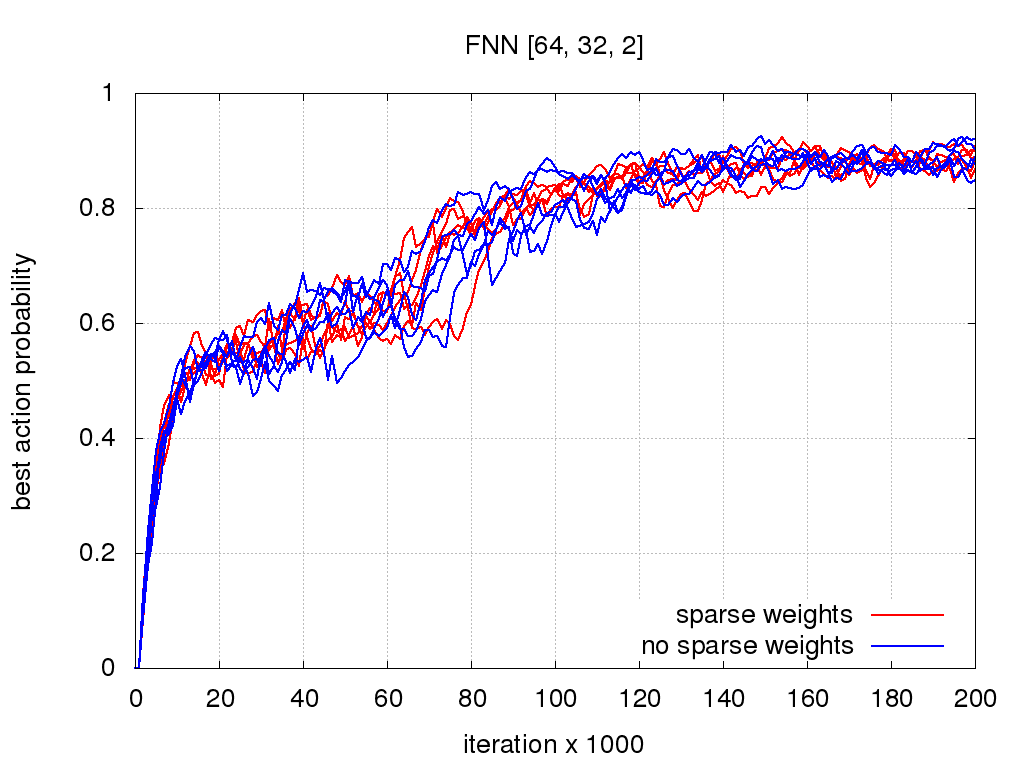 FNN [64, 32, 2]
1
0.8
0.6
0.4
0.2
0
best action probability
sparse weights
no sparse weights
0 20 40 60 80 100 120 140 160 180 200
iteration x 1000